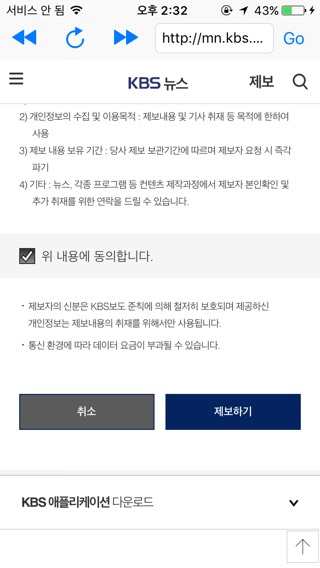 서비스 안 됨 오후 2:32 43%
http://mn.kbs.... Go
KBS 뉴스 제보
2) 개인정보의 수집 및 이용목적 : 제보내용 및 기사 취재 등 목적에 한하여
사용
3) 제보 내용 보유 기간 : 당사 제보 보관기간에 따르며 제보자 요청 시 즉각
파기
4) 기타 : 뉴스, 각종 프로그램 등 컨텐츠 제작과정에서 제보자 본인확인 및
추가 취재를 위한 연락을 드릴 수 있습니다.
위 내용에 동의합니다.
· 제보자의 신분은 KBS보도 준칙에 의해 철저히 보호되며 제공하신
개인정보는 제보내용의 취재를 위해서만 사용됩니다.
· 통신 환경에 따라 데이터 요금이 부과될 수 있습니다.
취소 제보하기
KBS 애플리케이션 다운로드